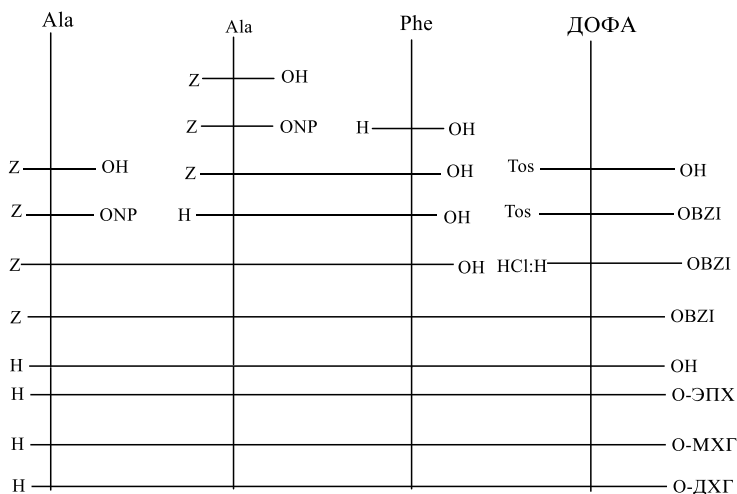 Ala Ala Phe ДОФА
Z OH
Z ONP H OH
Z OH Z OH Tos OH
Z ONP H OH Tos OBZI
Z OH HCl:H OBZI
Z OBZI
H OH
H О-ЭПХ
H О-МХГ
H О-ДХГ